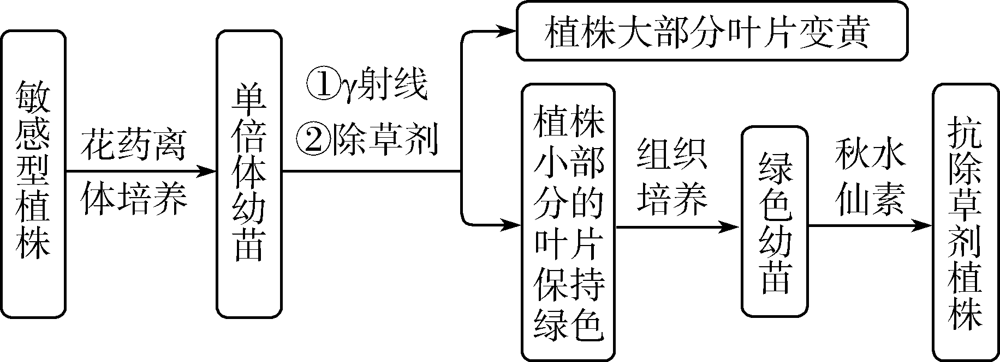 敏感型植株
花药离
体培养
单倍体幼苗
①γ射线
②除草剂
植株大部分叶片变黄
植株
小部
分的
叶片
保持
绿色
组织
培养
绿色幼苗
秋水
仙素
抗除草剂植株